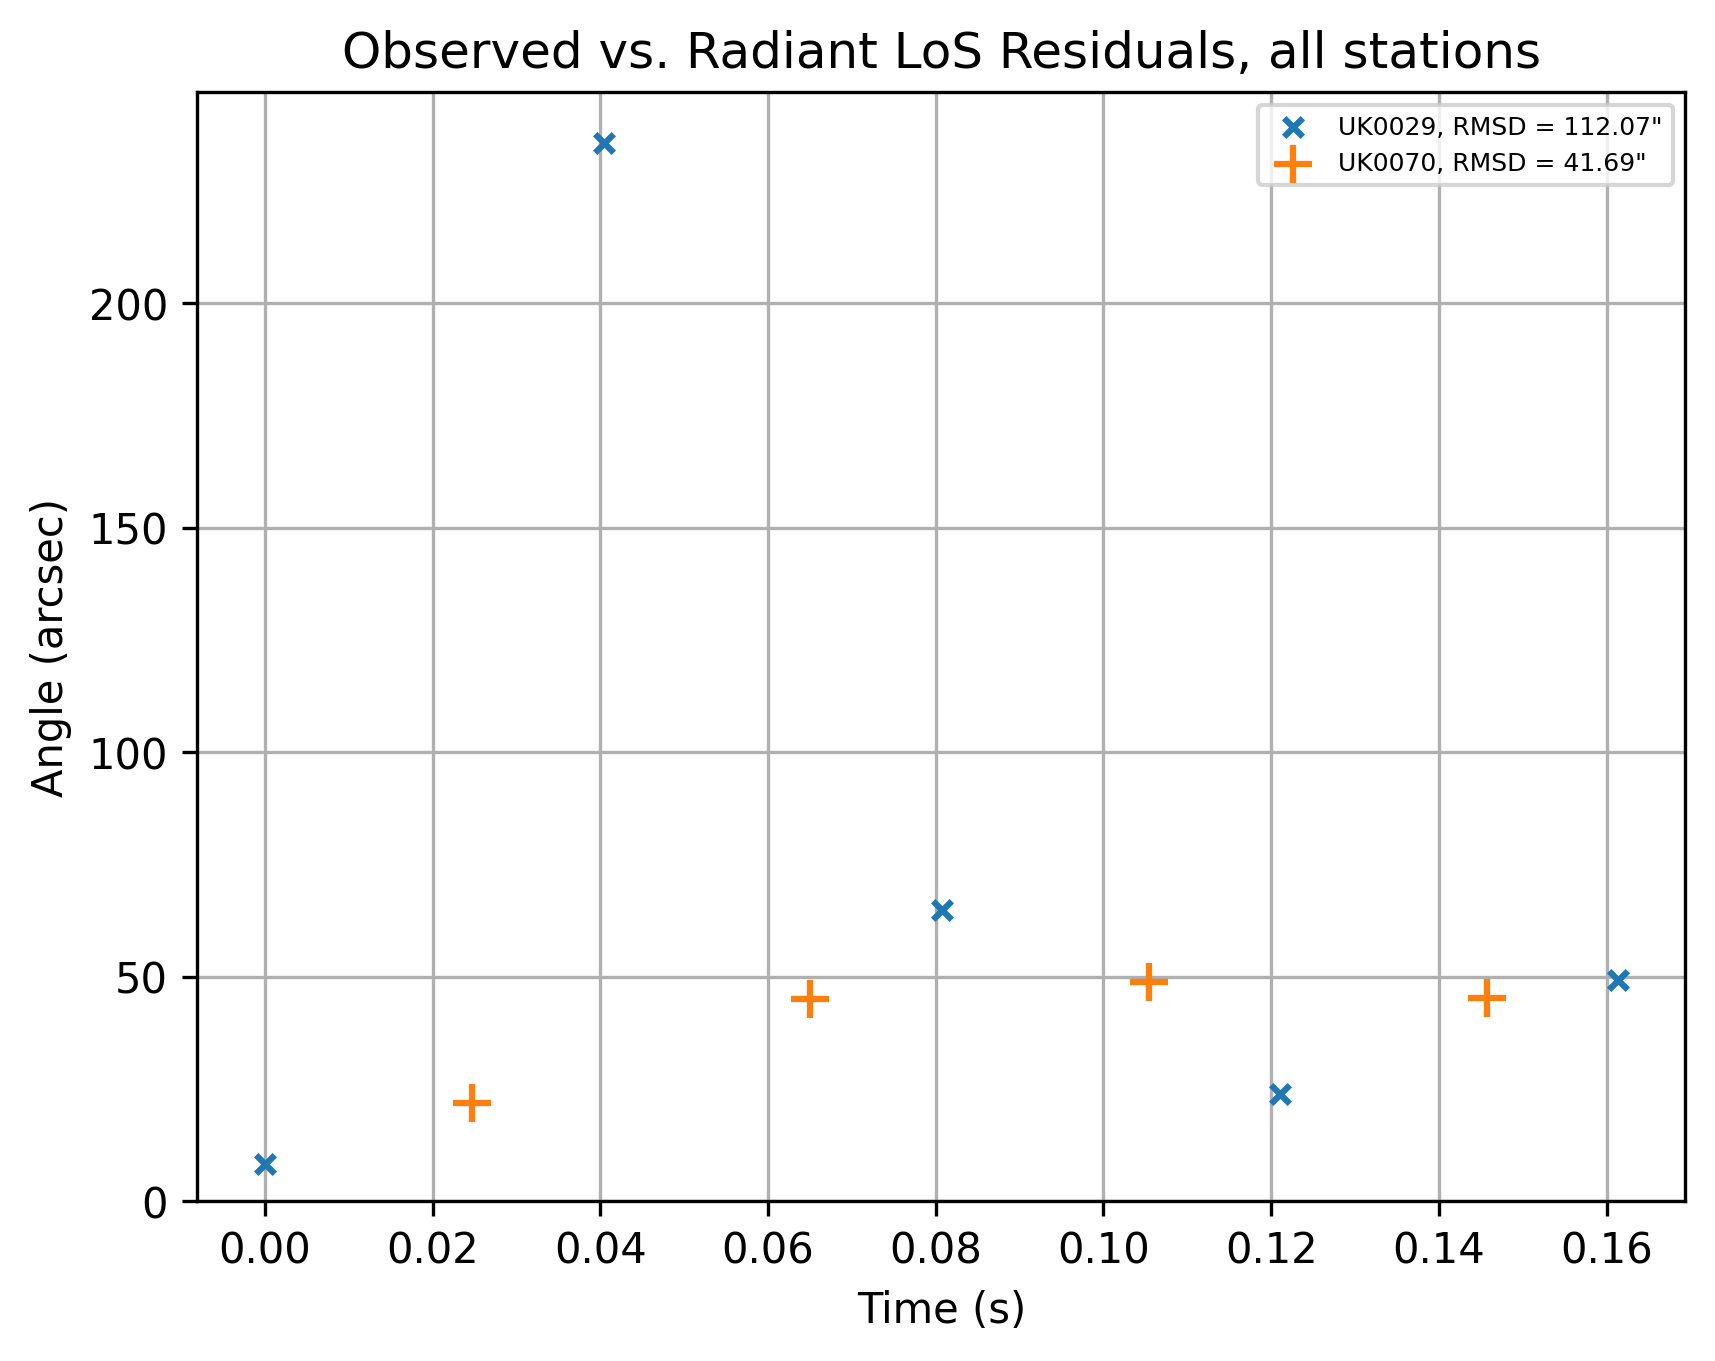 Observed vs. Radiant LoS Residuals, all stations
UK0029, RMSD = 112.07"
UK0070, RMSD = 41.69"
200
150
100
50
0
Angle (arcsec)
0.00 0.02 0.04 0.06 0.08 0.10 0.12 0.14 0.16
Time (s)